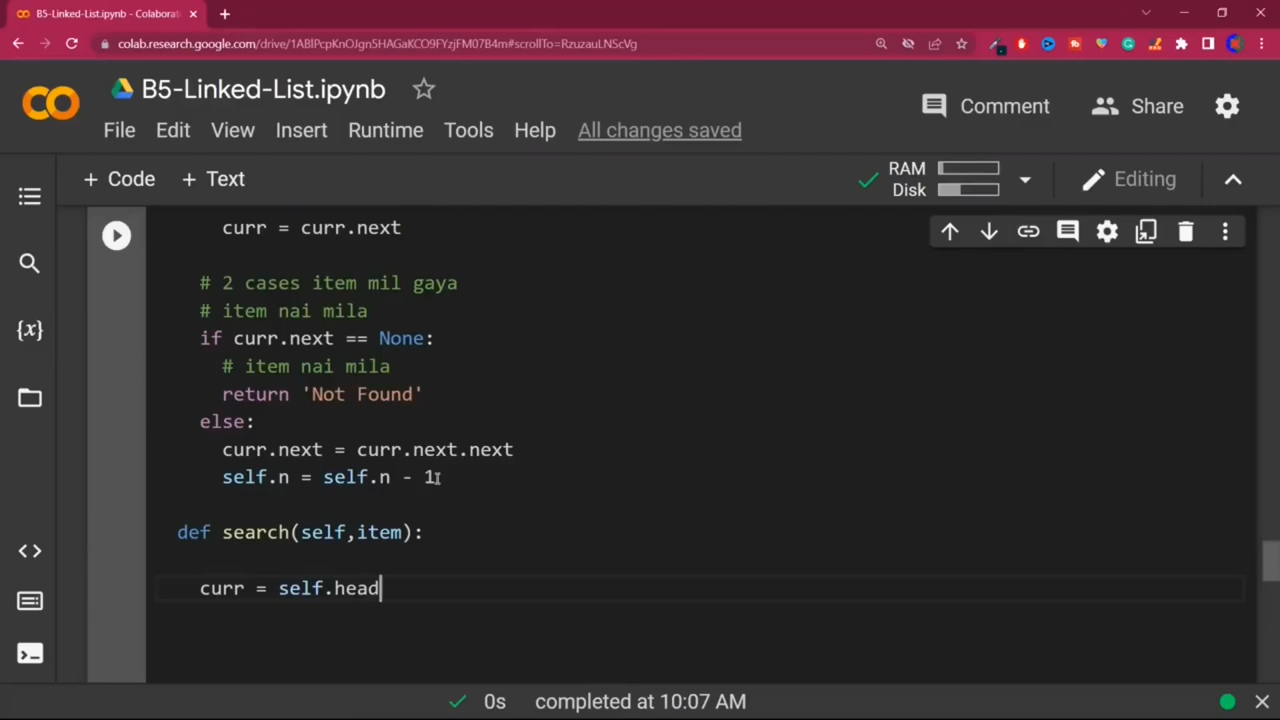 B5-Linked-List.ipynb - Colaborat
colab.research.google.com/drive/1ABlPcpKnOJgn5HAGaKCO9FYzjFM07B4m#scrollTo=RzuzauLNScVg
B5-Linked-List.ipynb
Comment
Share
File Edit View Insert Runtime Tools Help All changes saved
+ Code + Text
RAM
Disk
Editing
curr = curr.next
# 2 cases item mil gaya
# item nai mila
if curr.next == None:
# item nai mila
return 'Not Found'
else:
curr.next = curr.next.next
self.n = self.n - 1
def search(self,item):
curr = self.head
{x}
0s completed at 10:07 AM